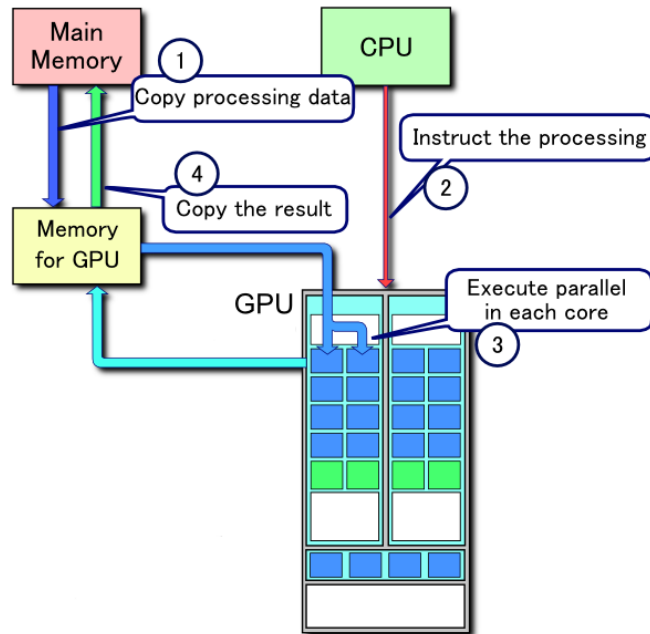 Main
Memory
CPU
1
Copy processing data
Instruct the processing
2
4
Copy the result
Memory
for GPU
GPU
Execute parallel
in each core
3